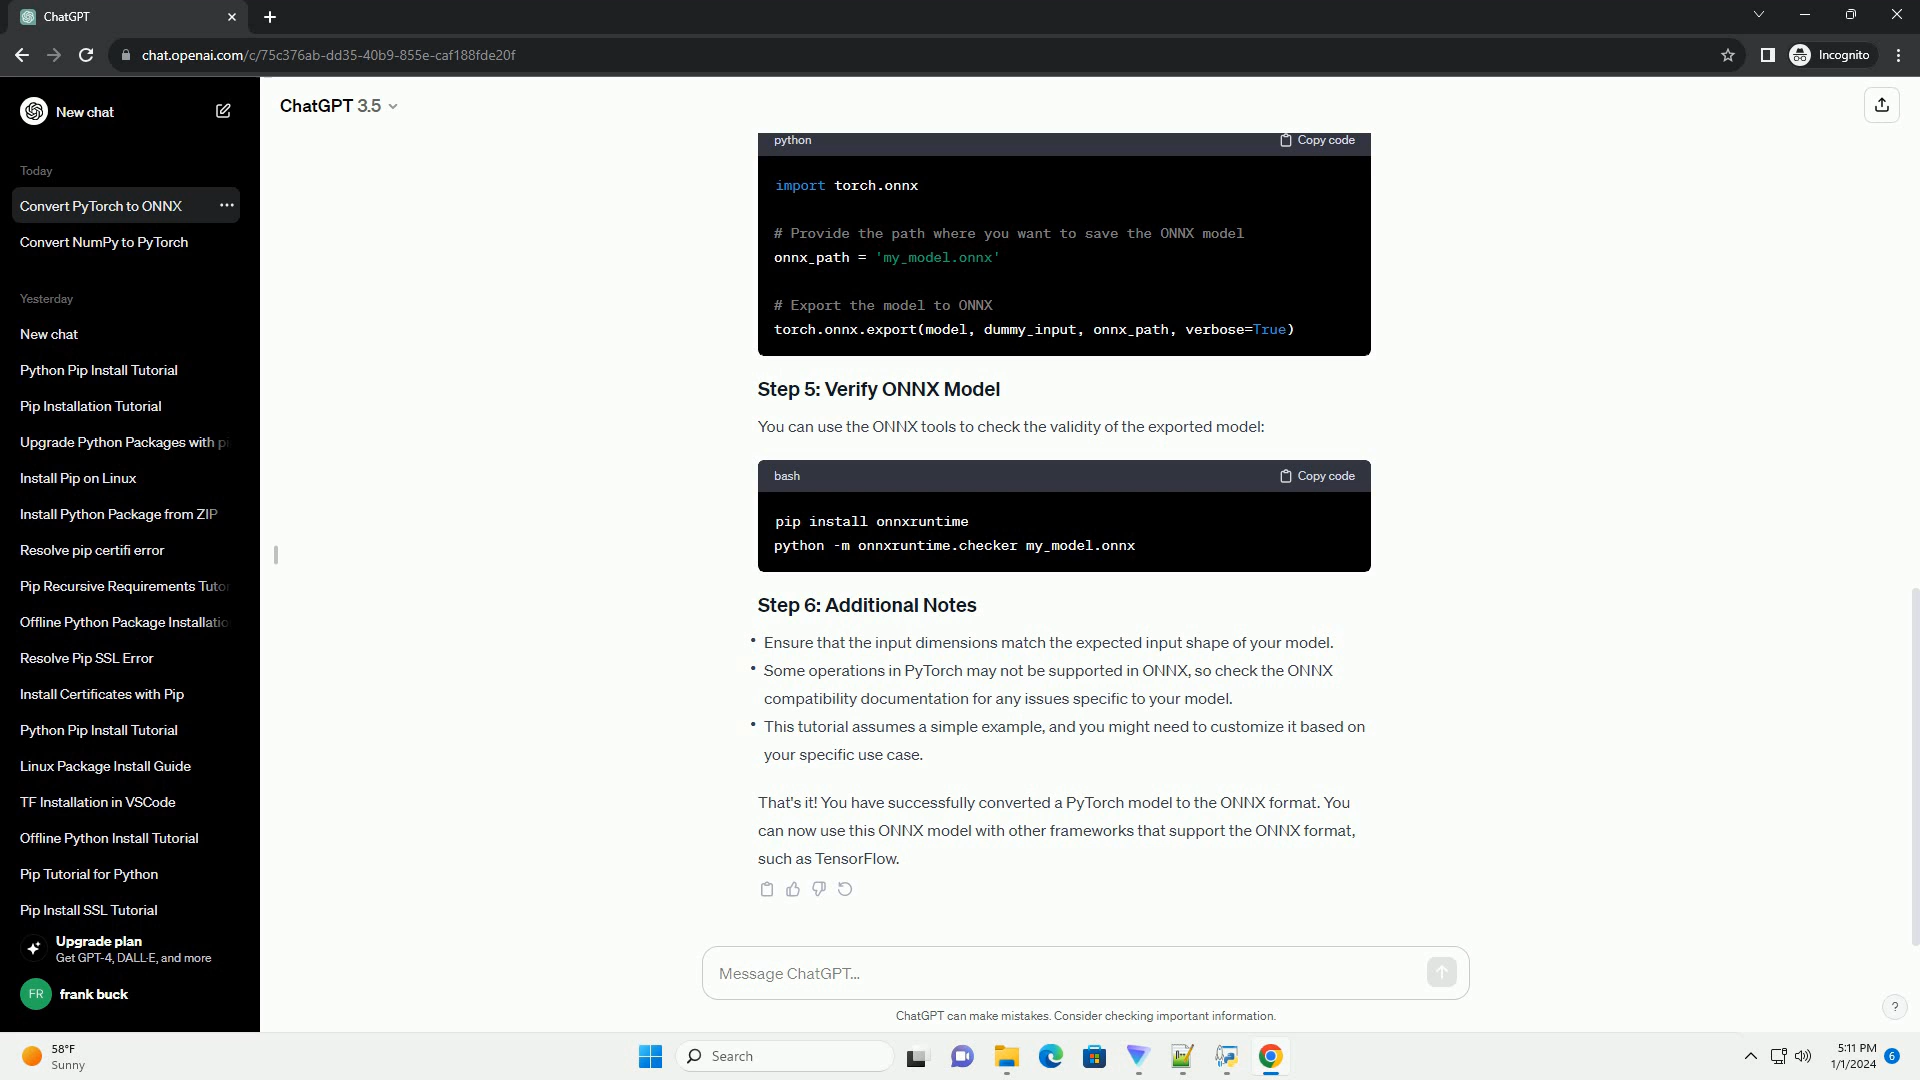 ChatGPT
chat.openai.com/c/75c376ab-dd35-40b9-855e-caf188fde20f
Incognito
New chat
Today
Convert PyTorch to ONNX
Convert NumPy to PyTorch
Yesterday
New chat
Python Pip Install Tutorial
Pip Installation Tutorial
Upgrade Python Packages with pi
Install Pip on Linux
Install Python Package from ZIP
Resolve pip certifi error
Pip Recursive Requirements Tutor
Offline Python Package Installatio
Resolve Pip SSL Error
Install Certificates with Pip
Python Pip Install Tutorial
Linux Package Install Guide
TF Installation in VSCode
Offline Python Install Tutorial
Pip Tutorial for Python
Pip Install SSL Tutorial
Upgrade plan
Get GPT-4, DALL·E, and more
FR
frank buck
ChatGPT 3.5
python
Copy code
import torch.onnx
# Provide the path where you want to save the ONNX model
onnx_path = 'my_model.onnx'
# Export the model to ONNX
torch.onnx.export(model, dummy_input, onnx_path, verbose=True)
Step 5: Verify ONNX Model
You can use the ONNX tools to check the validity of the exported model:
bash
Copy code
pip install onnxruntime
python -m onnxruntime.checker my_model.onnx
Step 6: Additional Notes
• Ensure that the input dimensions match the expected input shape of your model.
• Some operations in PyTorch may not be supported in ONNX, so check the ONNX
compatibility documentation for any issues specific to your model.
• This tutorial assumes a simple example, and you might need to customize it based on
your specific use case.
That's it! You have successfully converted a PyTorch model to the ONNX format. You
can now use this ONNX model with other frameworks that support the ONNX format,
such as TensorFlow.
Message ChatGPT...
ChatGPT can make mistakes. Consider checking important information.
?
58°F
Sunny
Search
5:11 PM
1/1/2024
6